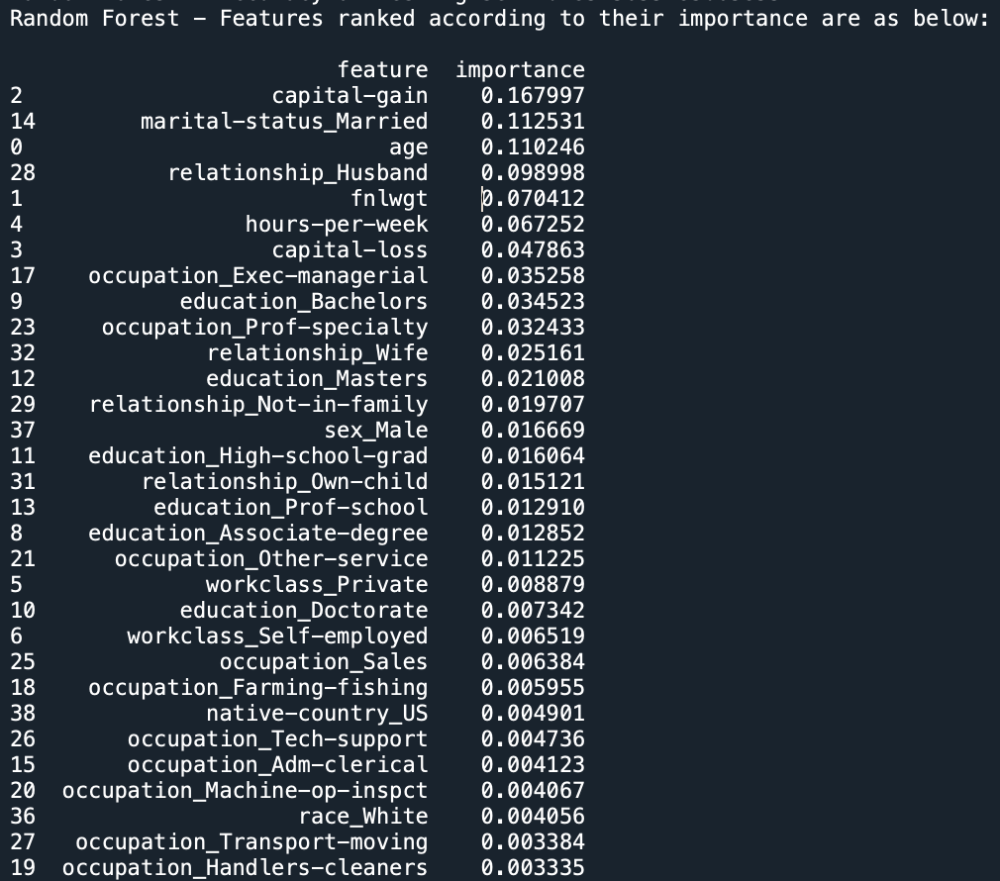 Random Forest - Features ranked according to their importance are as below:
feature importance
2 capital-gain 0.167997
14 marital-status_Married 0.112531
0 age 0.110246
28 relationship_Husband 0.098998
1 fnlwgt 0.070412
4 hours-per-week 0.067252
3 capital-loss 0.047863
17 occupation_Exec-managerial 0.035258
9 education_Bachelors 0.034523
23 occupation_Prof-specialty 0.032433
32 relationship_Wife 0.025161
12 education_Masters 0.021008
29 relationship_Not-in-family 0.019707
37 sex_Male 0.016669
11 education_High-school-grad 0.016064
31 relationship_Own-child 0.015121
13 education_Prof-school 0.012910
8 education_Associate-degree 0.012852
21 occupation_Other-service 0.011225
5 workclass_Private 0.008879
10 education_Doctorate 0.007342
6 workclass_Self-employed 0.006519
25 occupation_Sales 0.006384
18 occupation_Farming-fishing 0.005955
38 native-country_US 0.004901
26 occupation_Tech-support 0.004736
15 occupation_Adm-clerical 0.004123
20 occupation_Machine-op-inspct 0.004067
36 race_White 0.004056
27 occupation_Transport-moving 0.003384
19 occupation_Handlers-cleaners 0.003335